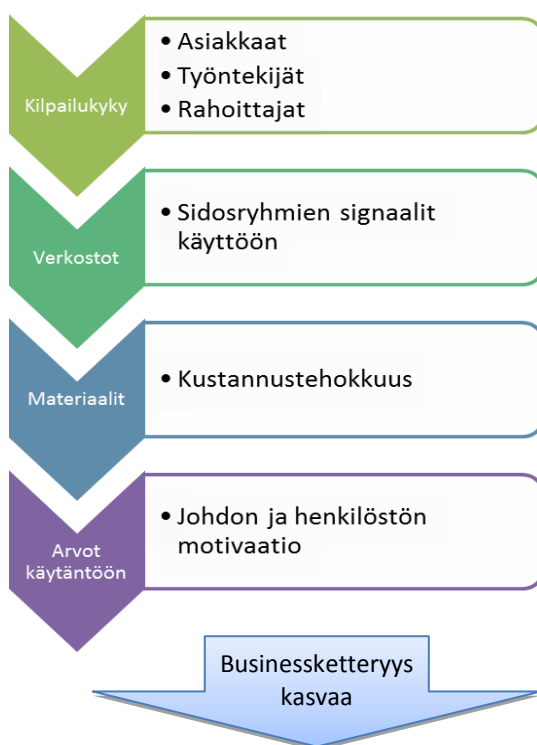 Kilpailukyky
• Asiakkaat
• Työntekijät
• Rahoittajat
Verkostot
• Sidosryhmien signaalit
käyttöön
Materiaalit
• Kustannustehokkuus
Arvot
käytäntöön
• Johdon ja henkilöstön
motivaatio
Businessketteryys
kasvaa